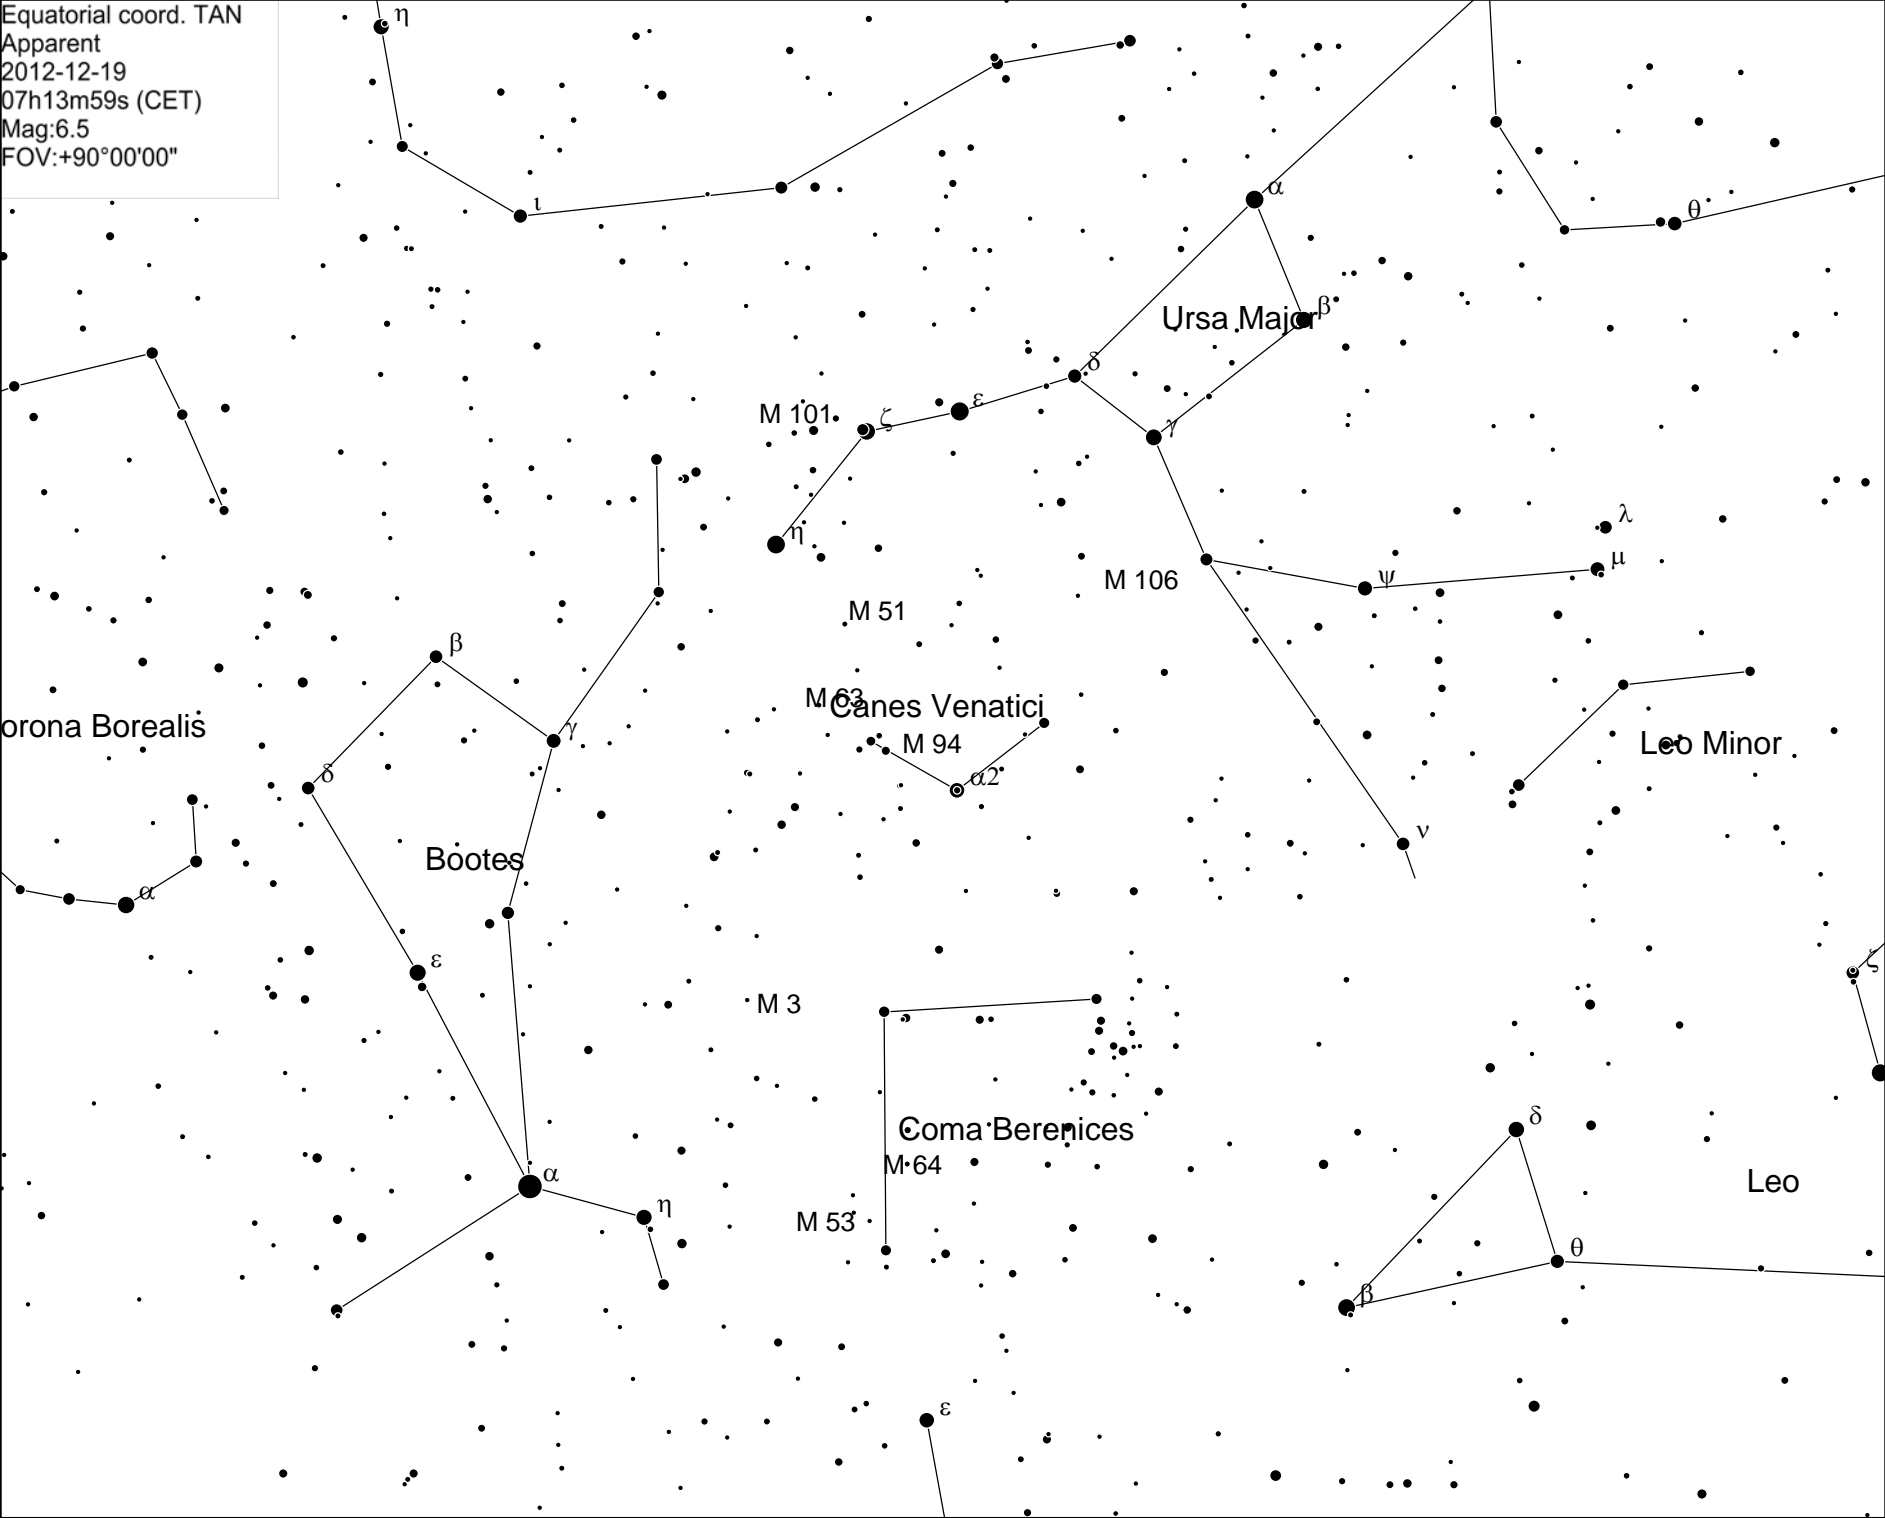 Equatorial coord. TAN
Apparent
2012-12-19
07h13m59s (CET)
Mag:6.5
FOV:+90°00'00"
η
ι
α
θ
β
Ursa Major
δ
ε
M 101
ζ
γ
η
λ
μ
M 106
ψ
M 51
β
M 63
Canes Venatici
orona Borealis
γ
M 94
Leo Minor
δ
α2
ν
Bootes
α
ε
ζ
M 3
δ
Coma Berenices
M 64
α
Leo
η
M 53
θ
β
ε